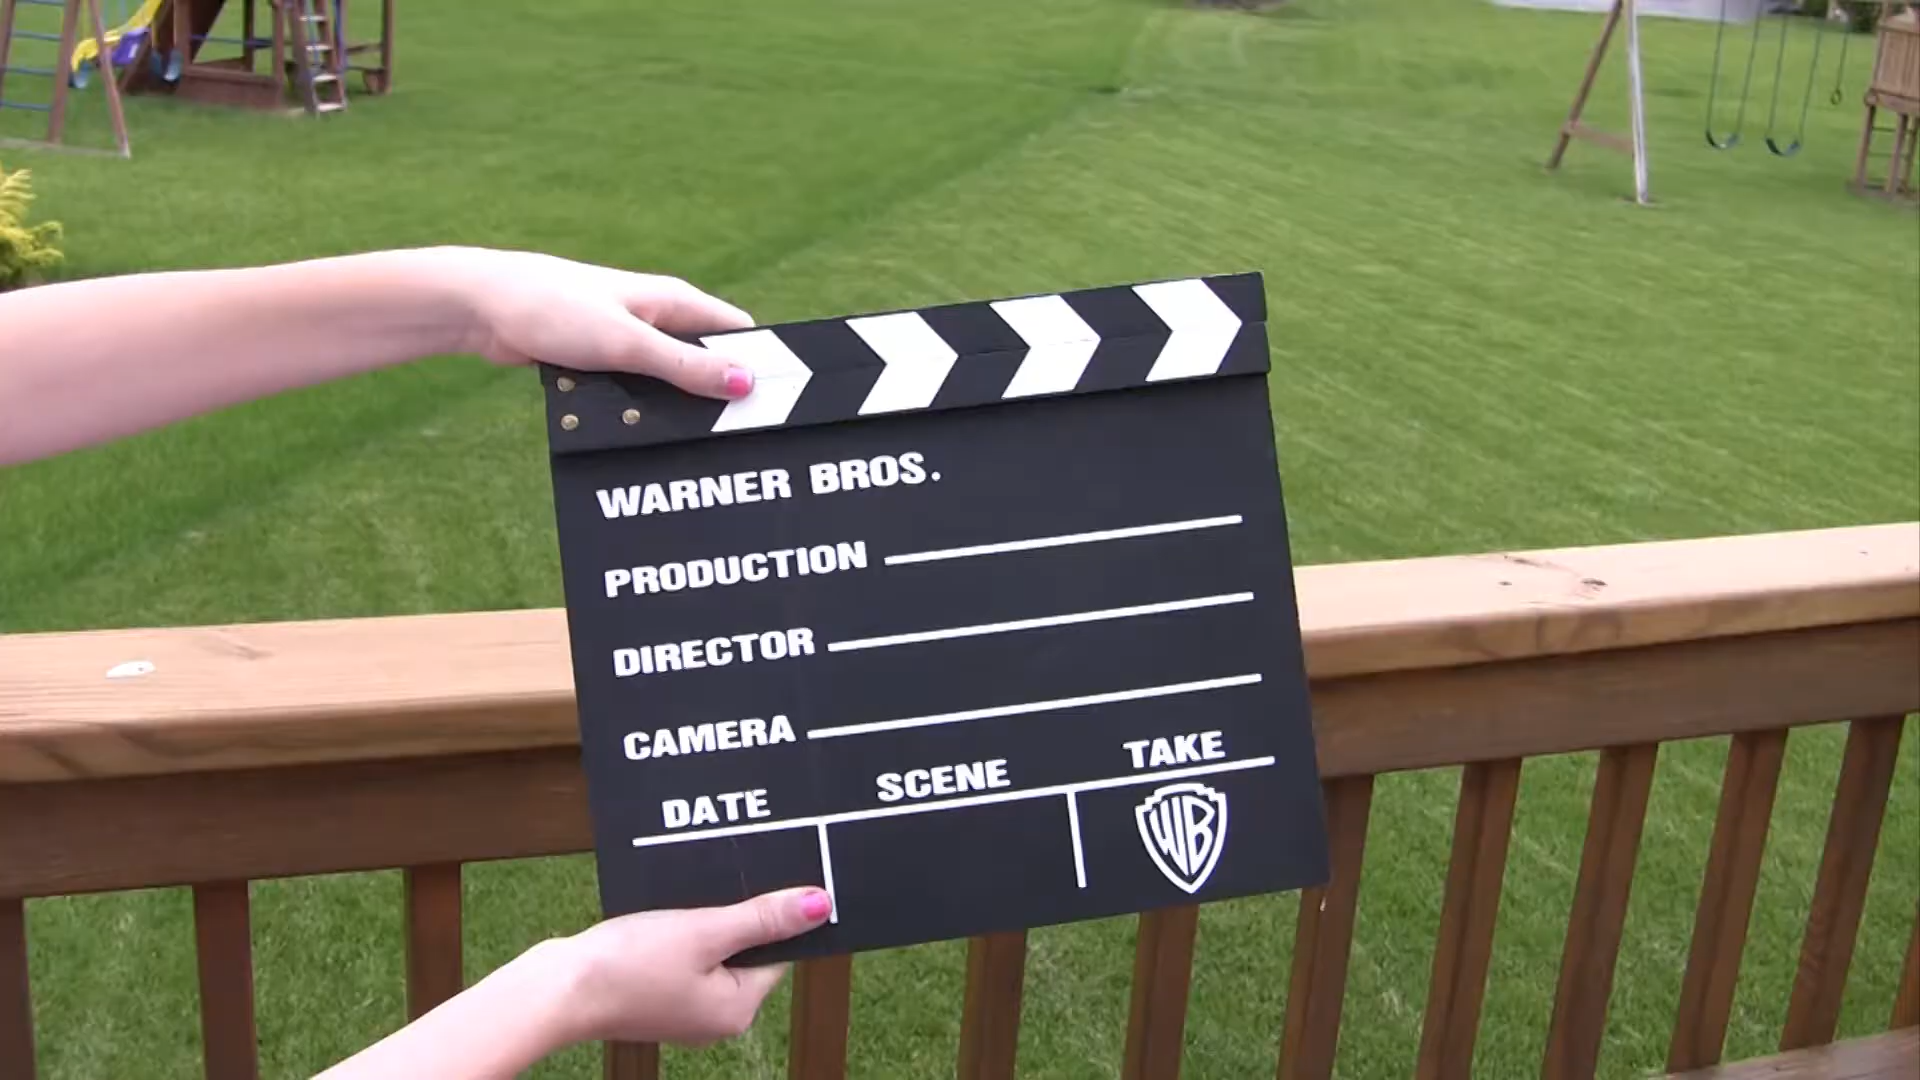 WARNER BROS.
PRODUCTION
DIRECTOR
CAMERA
DATE SCENE TAKE
WB